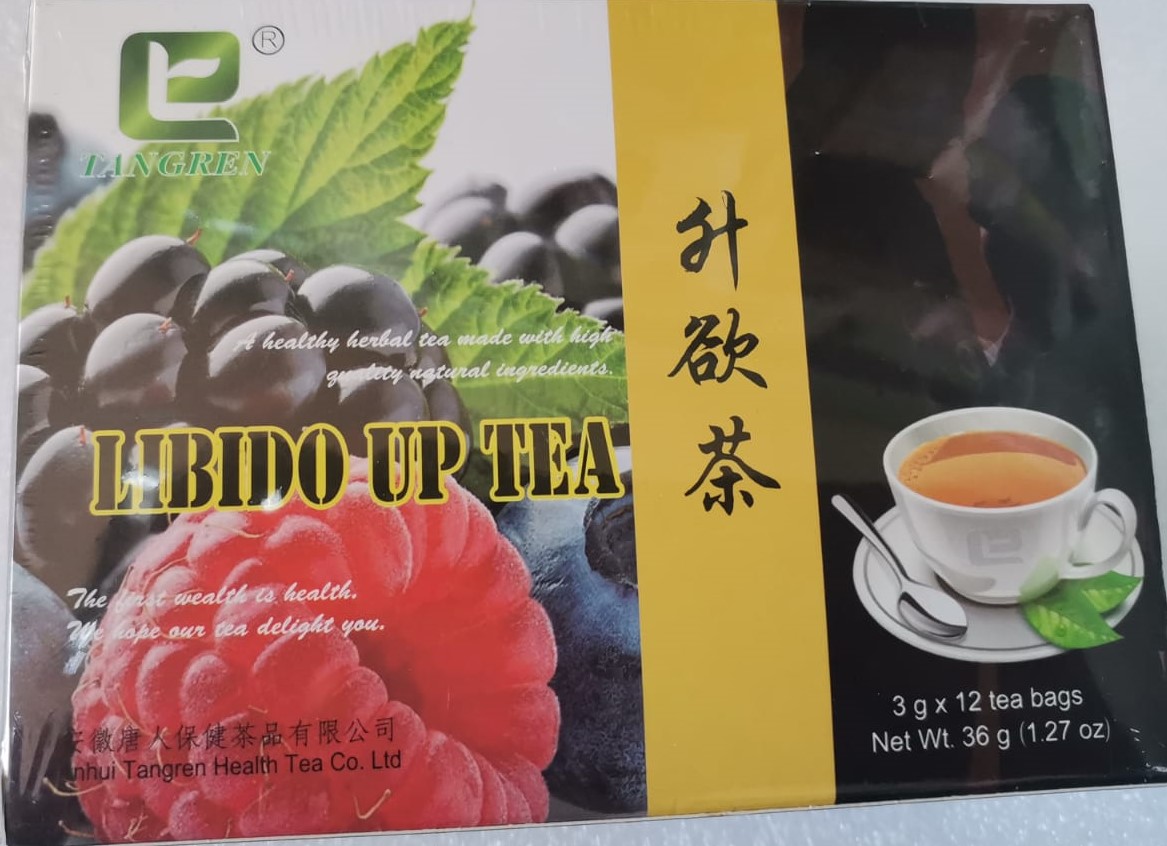 ®
TANGREN
A healthy herbal tea made with high
quality natural ingredients.
LIBIDO UP TEA
The first wealth is health.
We hope our tea delight you.
安徽唐人保健茶品有限公司
Anhui Tangren Health Tea Co. Ltd
升
欲
茶
3 g x 12 tea bags
Net Wt. 36 g (1.27 oz)